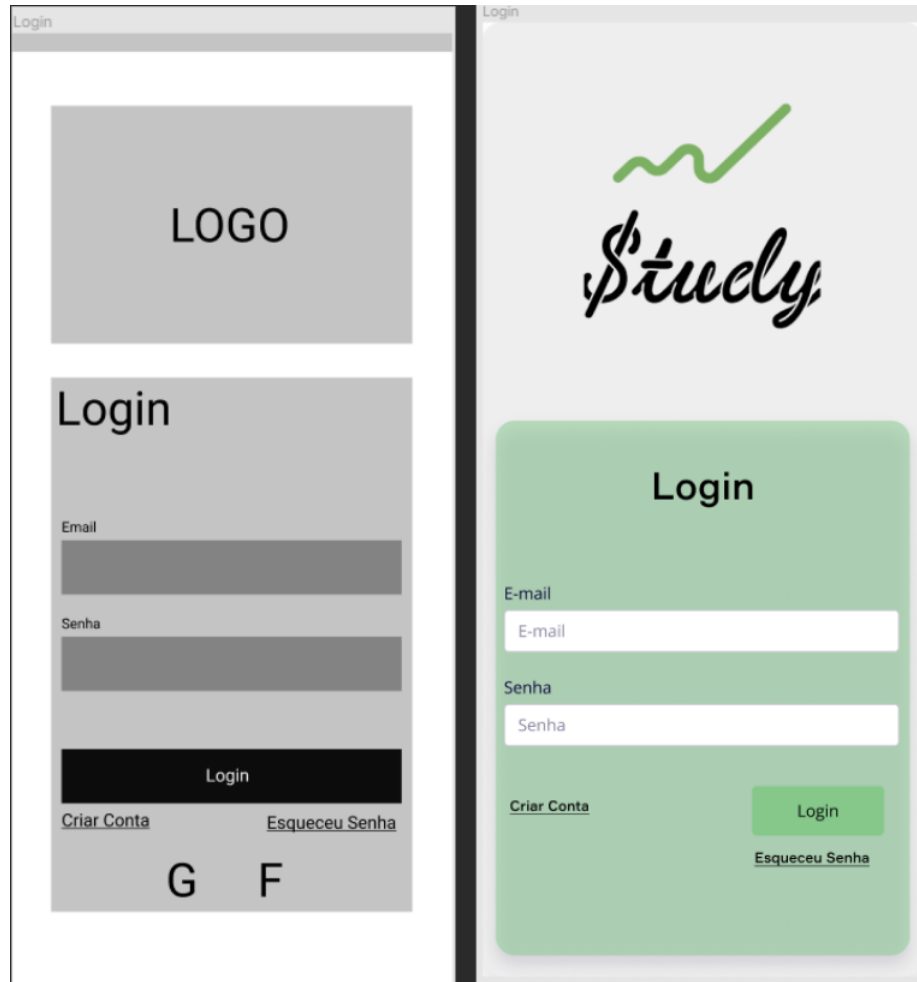 Login
LOGO
Login
Email
Senha
Login
Criar Conta
Esqueceu Senha
G F
Login
$tudy
Login
E-mail
E-mail
Senha
Senha
Criar Conta
Login
Esqueceu Senha